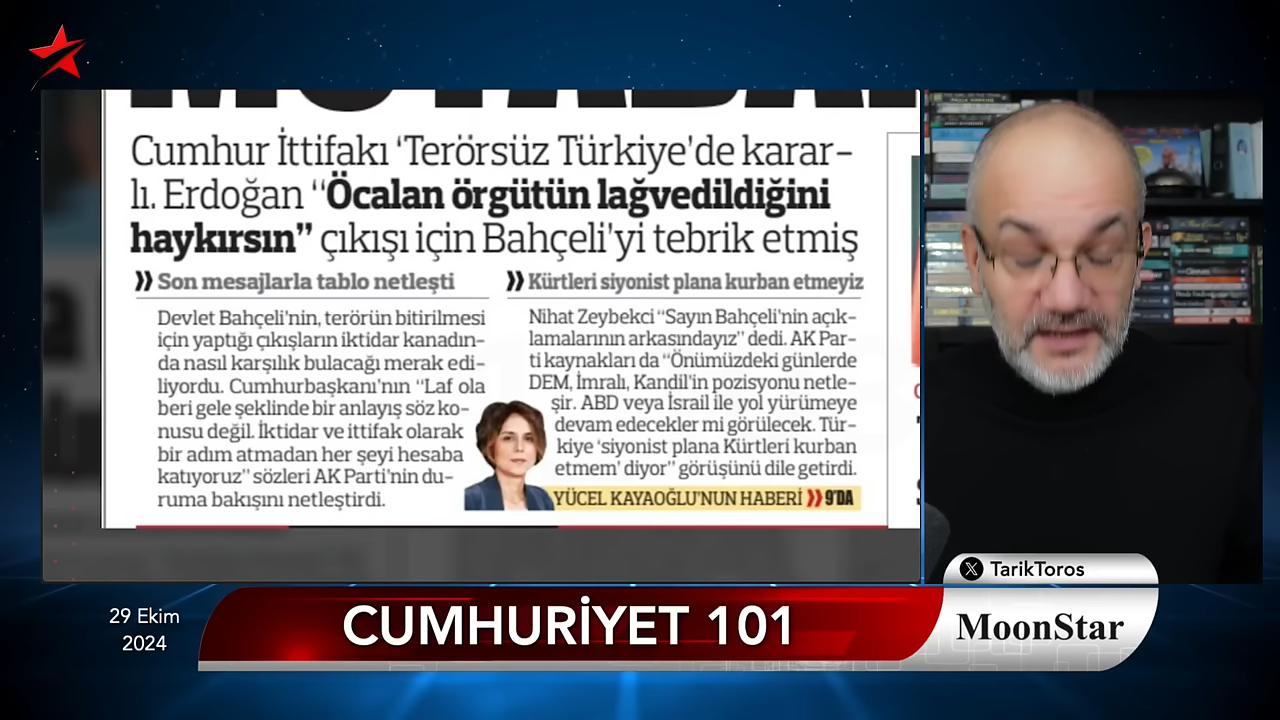 Cumhur İttifakı ‘Terörsüz Türkiye’de karar-
lı. Erdoğan “Öcalan örgütün lağvedildiğini
haykırsın” çıkışı için Bahçeli’yi tebrik etmiş
Son mesajlarla tablo netleşti
Devlet Bahçeli’nin, terörün bitirilmesi
için yaptığı çıkışların iktidar kanadın-
da nasıl karşılık bulacağı merak edi-
liyordu. Cumhurbaşkanı’nın “Laf ola
beri gele şeklinde bir anlayış söz ko-
nusu değil. İktidar ve ittifak olarak
bir adım atmadan her şeyi hesaba
katıyoruz” sözleri AK Parti’nin du-
ruma bakışını netleştirdi.
Kürtleri siyonist plana kurban etmeyiz
Nihat Zeybekci “Sayın Bahçeli’nin açık-
lamalarının arkasındayız” dedi. AK Par-
ti kaynakları da “Önümüzdeki günlerde
DEM, İmralı, Kandil’in pozisyonu netle-
şir. ABD veya İsrail ile yol yürümeye
devam edecekler mi görülecek. Tür-
kiye ‘siyonist plana Kürtleri kurban
etmem’ diyor” görüşünü dile getirdi.
YÜCEL KAYAOĞLU’NUN HABERİ 9’DA
TarikToros
29 Ekim
2024
CUMHURİYET 101
MoonStar